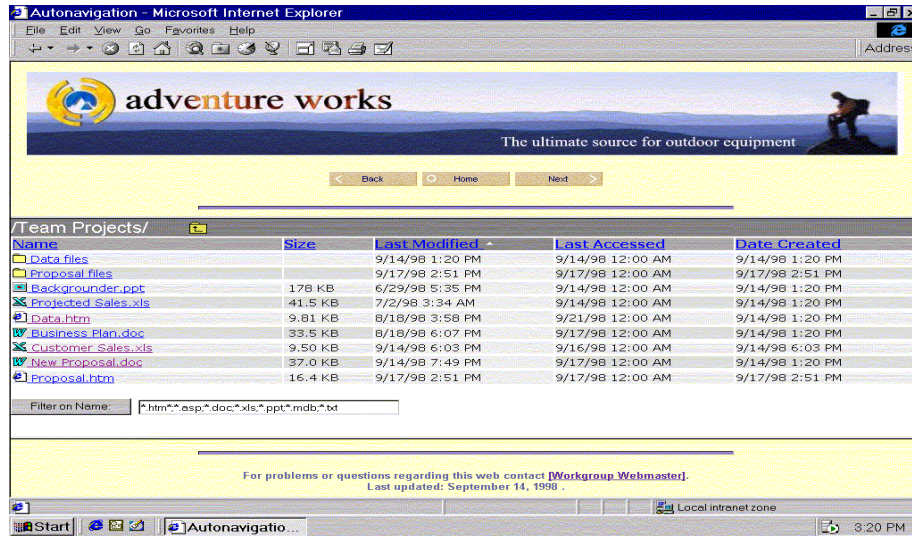 Autonavigation - Microsoft Internet Explorer
File Edit View Go Favorites Help
Address
adventure works
The ultimate source for outdoor equipment
Back Home Next
/Team Projects/
Name Size Last Modified Last Accessed Date Created
Data files 9/14/98 1:20 PM 9/14/98 12:00 AM 9/14/98 1:20 PM
Proposal files 9/17/98 2:51 PM 9/17/98 12:00 AM 9/17/98 2:51 PM
Backgrounder.ppt 178 KB 6/29/98 5:35 PM 9/17/98 12:00 AM 9/14/98 1:20 PM
Projected Sales.xls 41.5 KB 7/2/98 3:34 AM 9/14/98 12:00 AM 9/14/98 1:20 PM
Data.htm 9.81 KB 8/18/98 3:58 PM 9/21/98 12:00 AM 9/14/98 1:20 PM
Business Plan.doc 33.5 KB 8/18/98 6:07 PM 9/17/98 12:00 AM 9/14/98 1:20 PM
Customer Sales.xls 9.50 KB 9/14/98 6:03 PM 9/16/98 12:00 AM 9/14/98 6:03 PM
New Proposal.doc 37.0 KB 9/14/98 7:49 PM 9/17/98 12:00 AM 9/14/98 1:20 PM
Proposal.htm 16.4 KB 9/17/98 2:51 PM 9/17/98 12:00 AM 9/17/98 2:51 PM
Filter on Name: *.htm*;*.asp;*.doc;*.xls;*.ppt;*.mdb;*.txt
For problems or questions regarding this web contact [Workgroup Webmaster].
Last updated: September 14, 1998 .
Local intranet zone
Start Autonavigatio... 3:20 PM